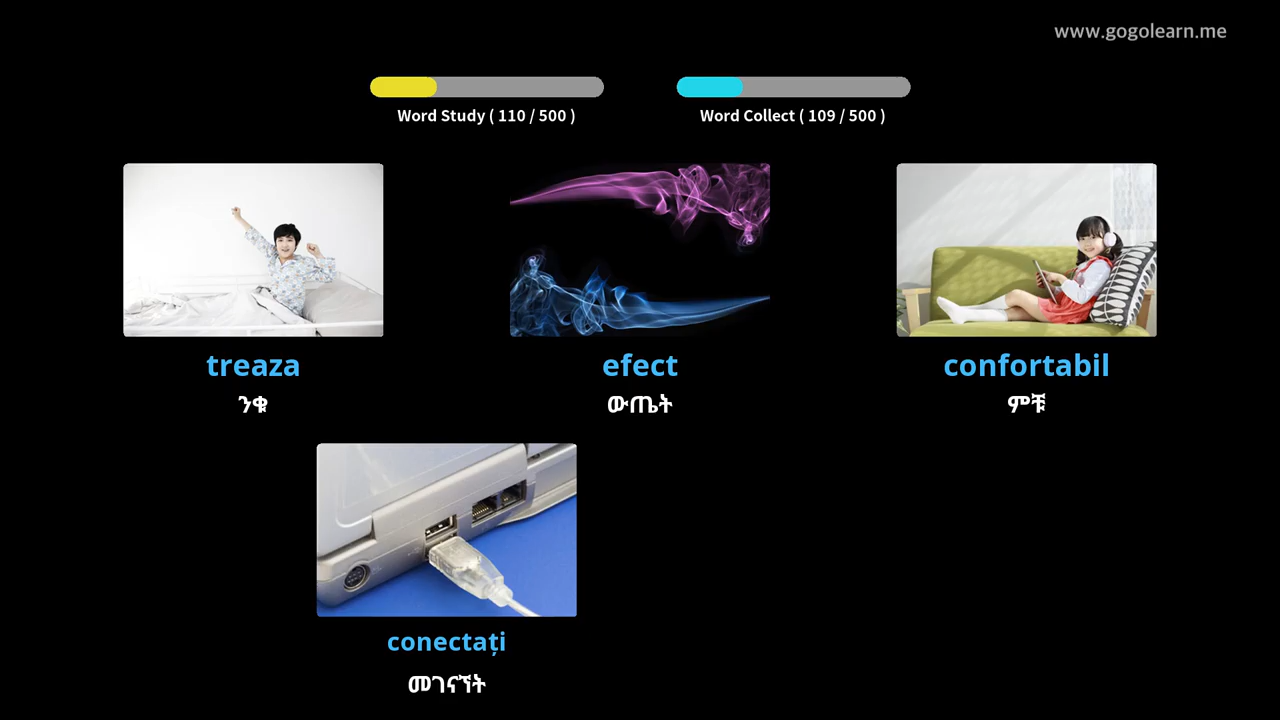 www.gogolearn.me
Word Study ( 110 / 500 )
Word Collect ( 109 / 500 )
treaza
efect
confortabil
ንቁ
ውጤት
ምቹ
conectați
መገናኘት